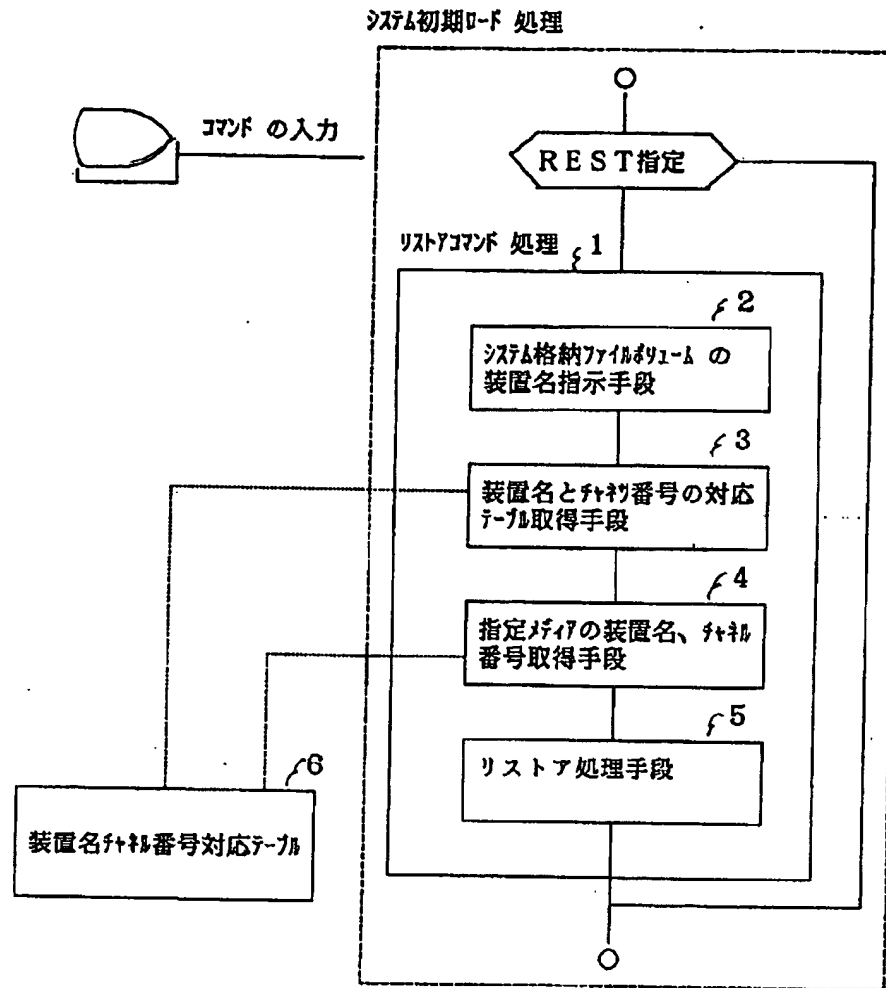 システム初期ロード 処理
コマンド の入力
REST指定
リストアコマンド 処理
1
2
システム格納ファイルボリューム の
装置名指示手段
3
装置名とチャネツ番号の対応
テーブル取得手段
4
指定メディアの装置名、チャネル
番号取得手段
5
リストア処理手段
6
装置名チャネル番号対応テーブル